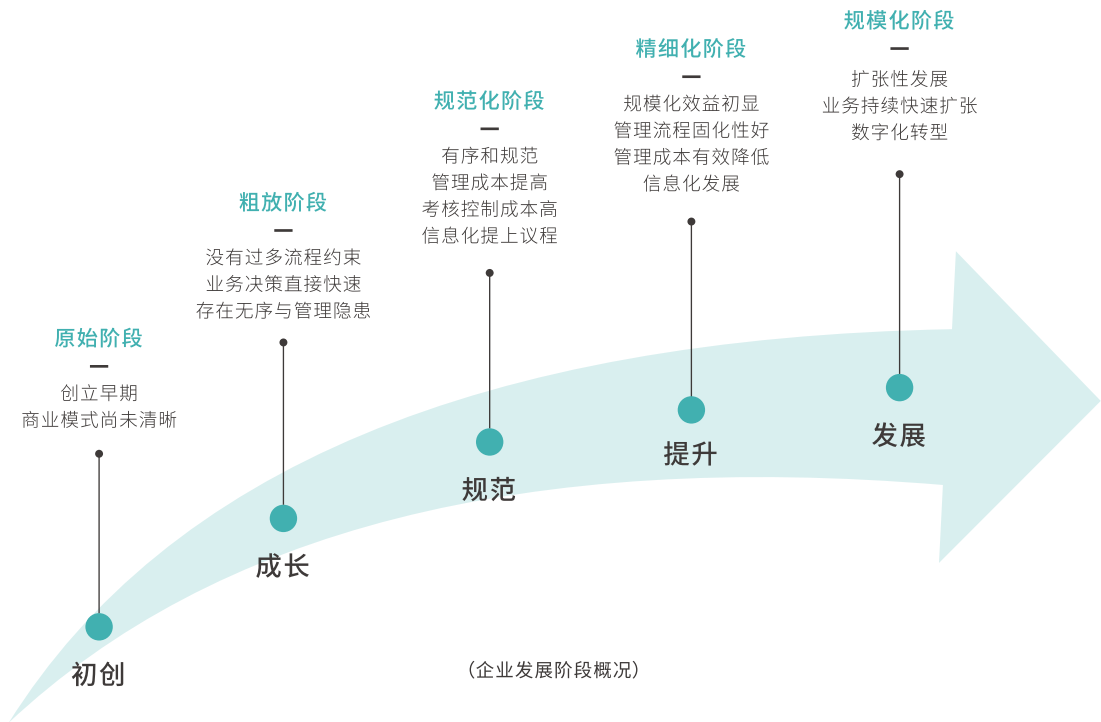 原始阶段
创立早期
商业模式尚未清晰
初创
粗放阶段
没有过多流程约束
业务决策直接快速
存在无序与管理隐患
成长
规范化阶段
有序和规范
管理成本提高
考核控制成本高
信息化提上议程
规范
精细化阶段
规模化效益初显
管理流程固化性好
管理成本有效降低
信息化发展
提升
规模化阶段
扩张性发展
业务持续快速扩张
数字化转型
发展
（企业发展阶段概况）